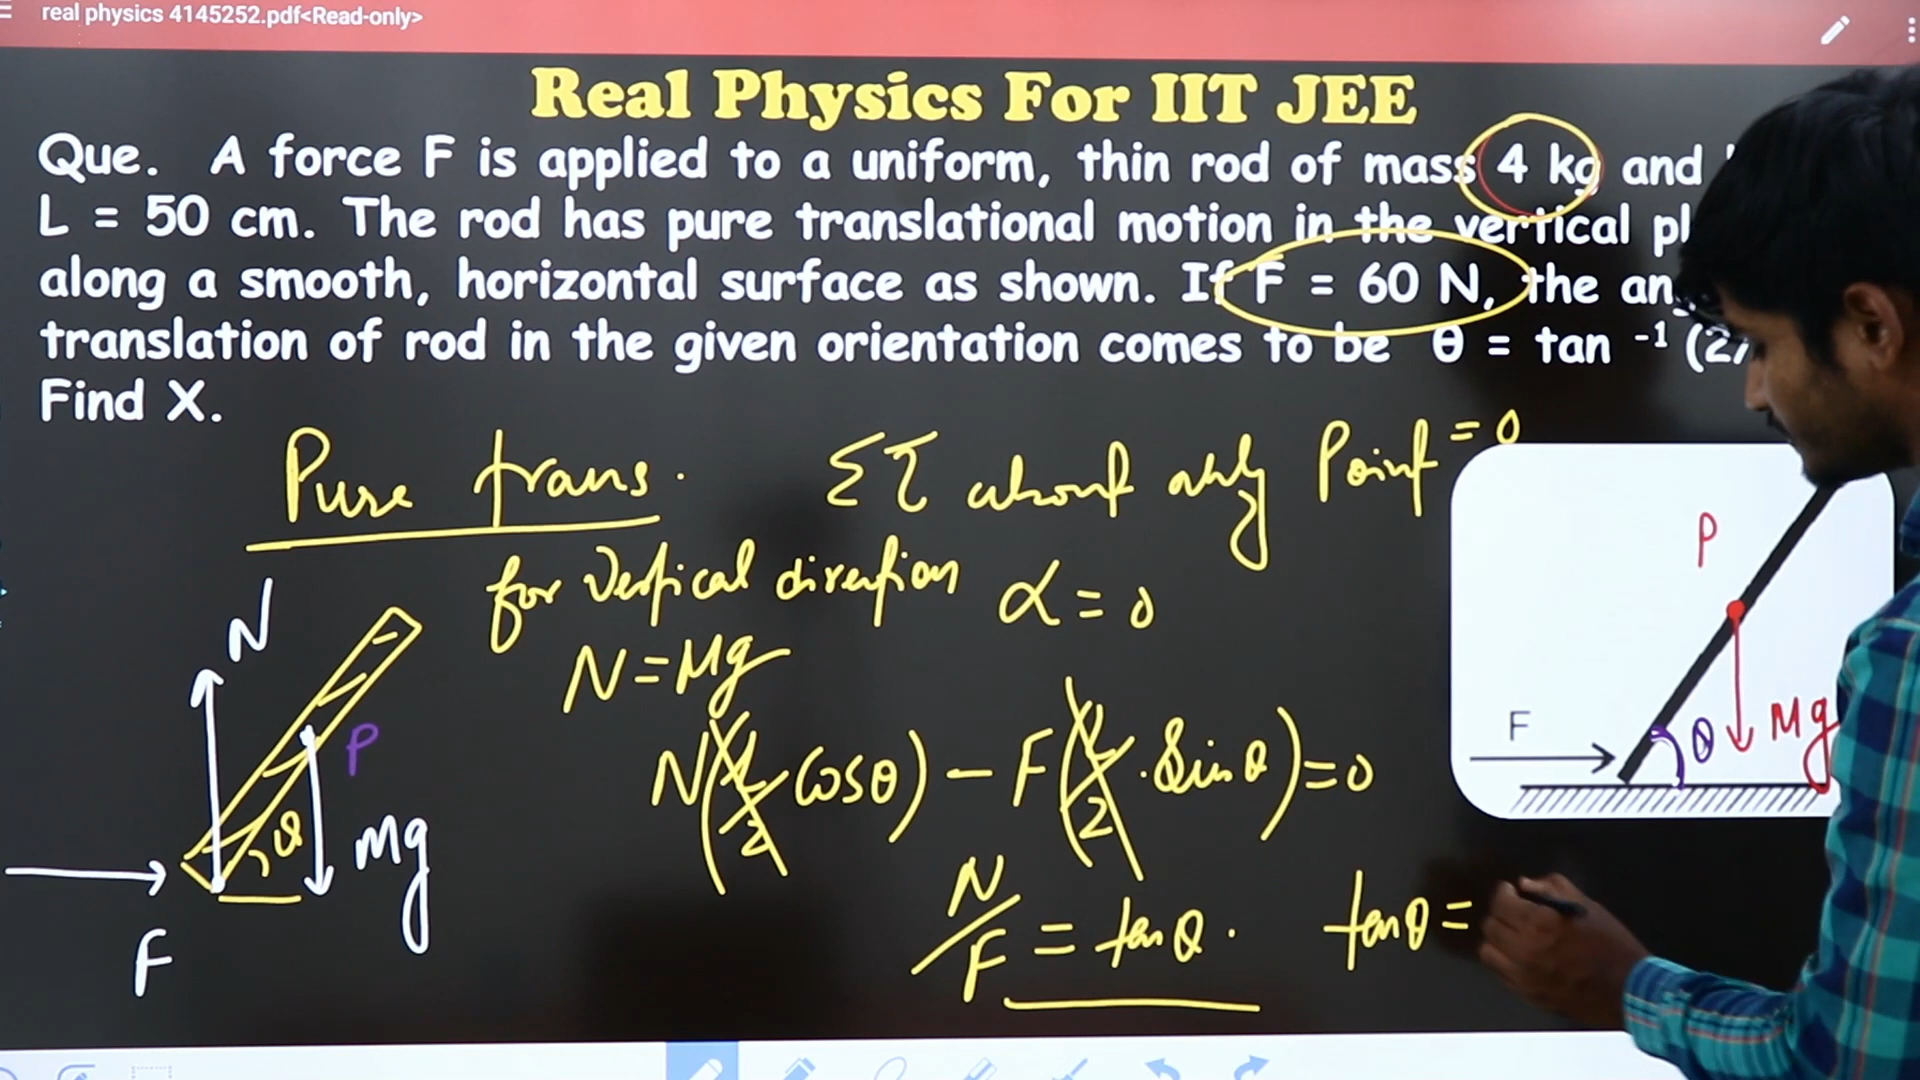 real physics 4145252.pdf<Read-only>
Real Physics For IIT JEE
Que. A force F is applied to a uniform, thin rod of mass 4 kg and
L = 50 cm. The rod has pure translational motion in the vertical
along a smooth, horizontal surface as shown. If F = 60 N, the
translation of rod in the given orientation comes to be θ = tan ⁻¹ (2/
Find X.
Pure trans. Στ about any Point = 0
for Vertical direction α = 0
N = Mg
N(L/2 cosθ) - F(L/2 . sinθ) = 0
N/F = tanθ. tanθ =
N
P
θ
Mg
F
P
F
θ
Mg